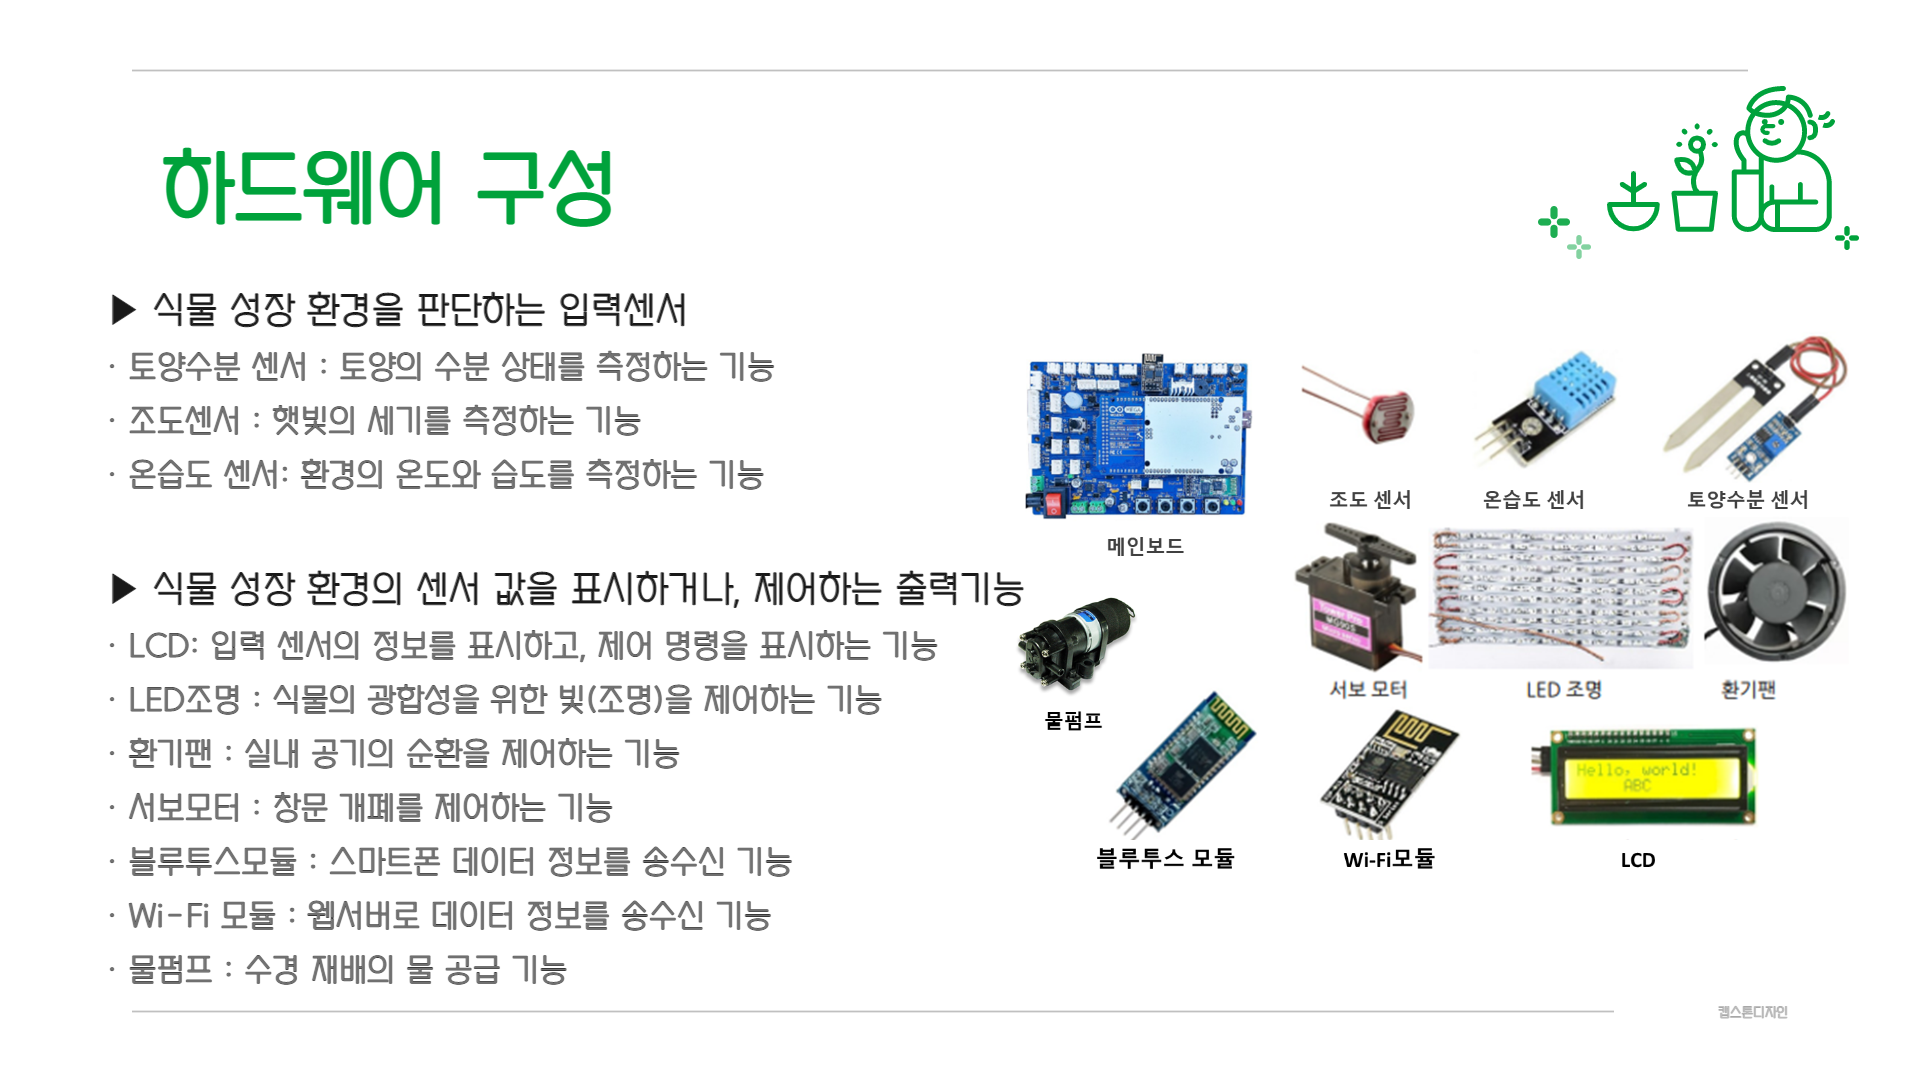 하드웨어 구성
▶ 식물 성장 환경을 판단하는 입력센서
· 토양수분 센서 : 토양의 수분 상태를 측정하는 기능
· 조도센서 : 햇빛의 세기를 측정하는 기능
· 온습도 센서: 환경의 온도와 습도를 측정하는 기능
▶ 식물 성장 환경의 센서 값을 표시하거나, 제어하는 출력기능
· LCD: 입력 센서의 정보를 표시하고, 제어 명령을 표시하는 기능
· LED조명 : 식물의 광합성을 위한 빛(조명)을 제어하는 기능
· 환기팬 : 실내 공기의 순환을 제어하는 기능
· 서보모터 : 창문 개폐를 제어하는 기능
· 블루투스모듈 : 스마트폰 데이터 정보를 송수신 기능
· Wi-Fi 모듈 : 웹서버로 데이터 정보를 송수신 기능
· 물펌프 : 수경 재배의 물 공급 기능
메인보드
조도 센서
온습도 센서
토양수분 센서
Tower Pro
MG90S
서보 모터
LED 조명
환기팬
물펌프
블루투스 모듈
Wi-Fi모듈
Hello, world!
ABC
LCD
캡스톤디자인